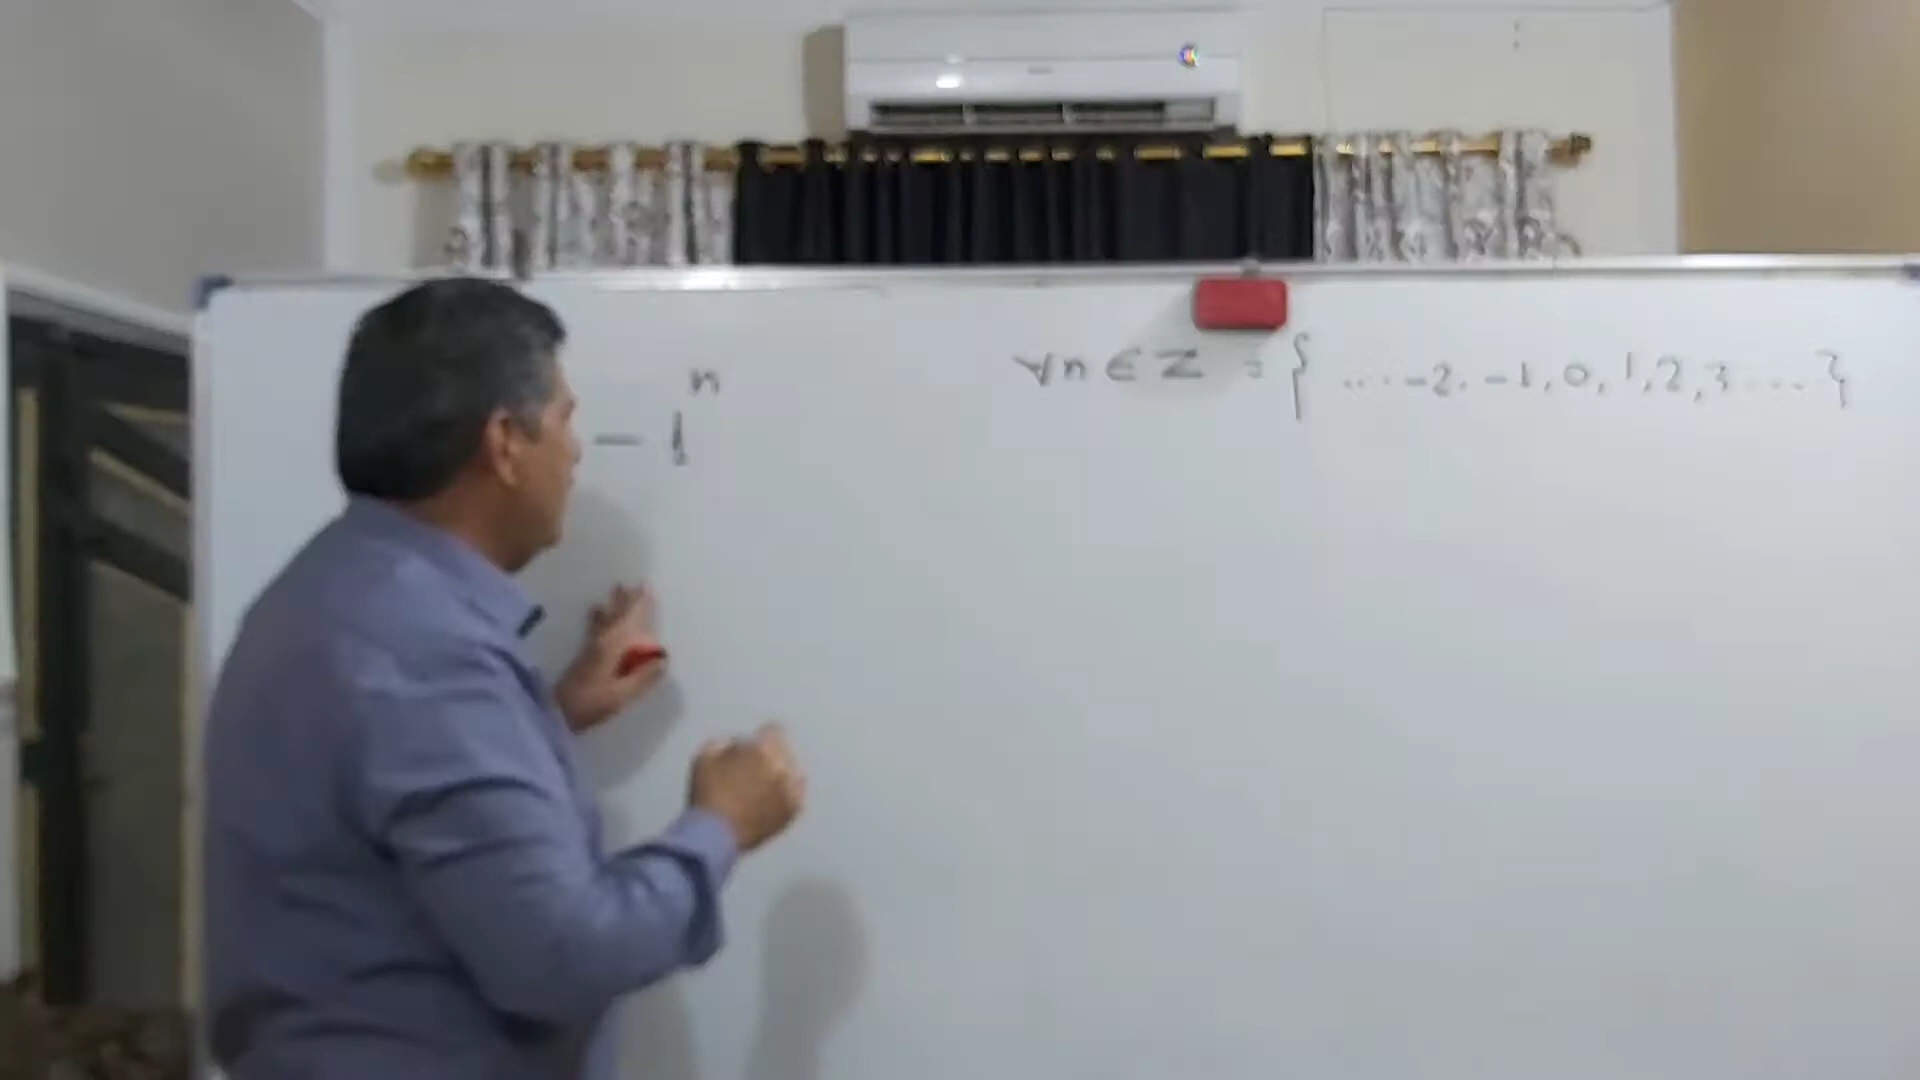 -1ⁿ
∀n∈Z = {....-2, -1, 0, 1, 2, 3....}